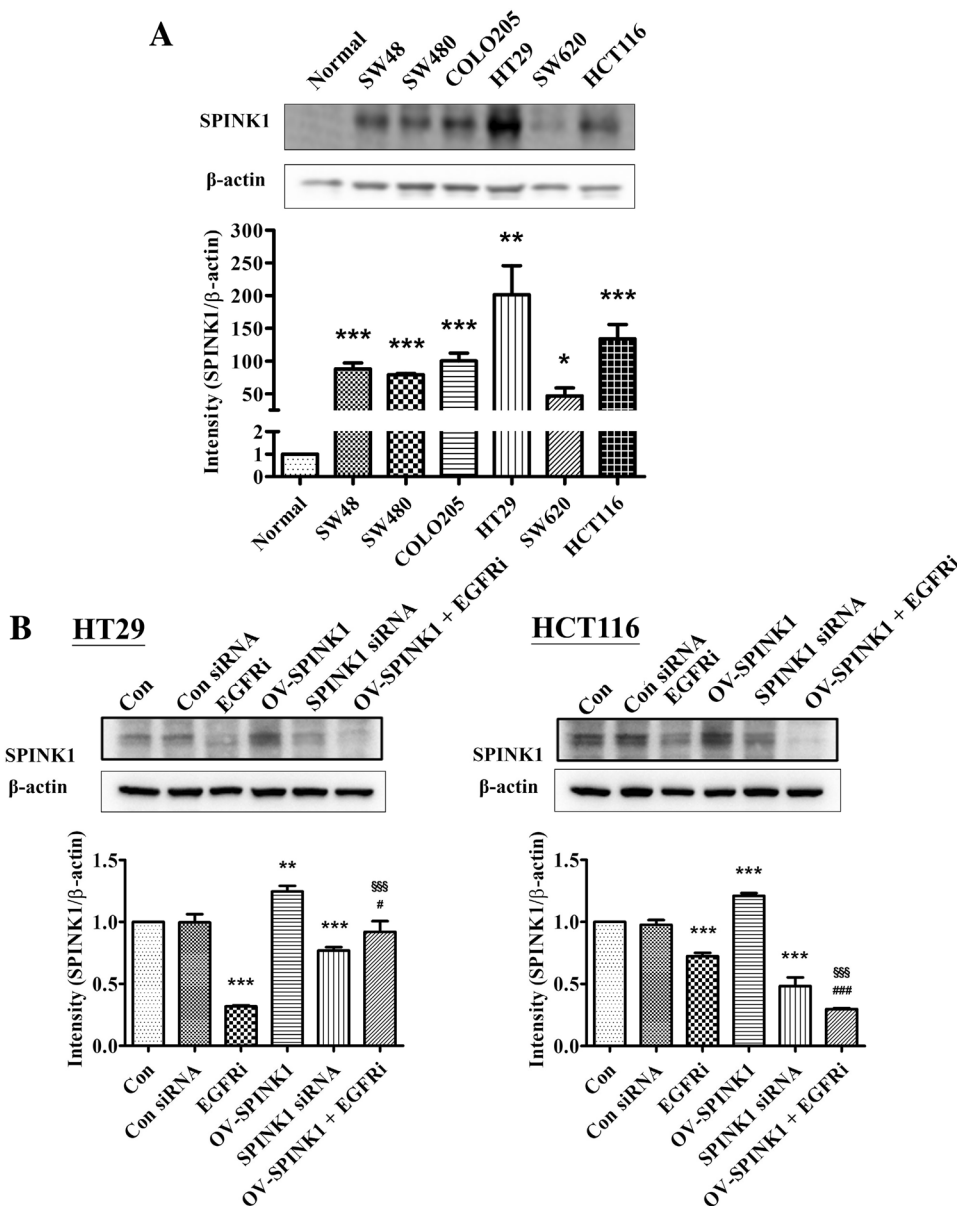 A
Normal
SW48
SW480
COLO205
HT29
SW620
HCT116
SPINK1
β-actin
Intensity (SPINK1/β-actin)
300
250
200
150
100
50
2
1
0
***
***
***
**
*
***
Normal
SW48
SW480
COLO205
HT29
SW620
HCT116
B
HT29
Con
Con siRNA
EGFRi
OV-SPINK1
SPINK1 siRNA
OV-SPINK1 + EGFRi
SPINK1
β-actin
Intensity (SPINK1/β-actin)
1.5
1.0
0.5
0.0
***
**
***
§§§
#
Con
Con siRNA
EGFRi
OV-SPINK1
SPINK1 siRNA
OV-SPINK1 + EGFRi
HCT116
Con
Con siRNA
EGFRi
OV-SPINK1
SPINK1 siRNA
OV-SPINK1 + EGFRi
SPINK1
β-actin
Intensity (SPINK1/β-actin)
1.5
1.0
0.5
0.0
***
***
***
§§§
###
Con
Con siRNA
EGFRi
OV-SPINK1
SPINK1 siRNA
OV-SPINK1 + EGFRi